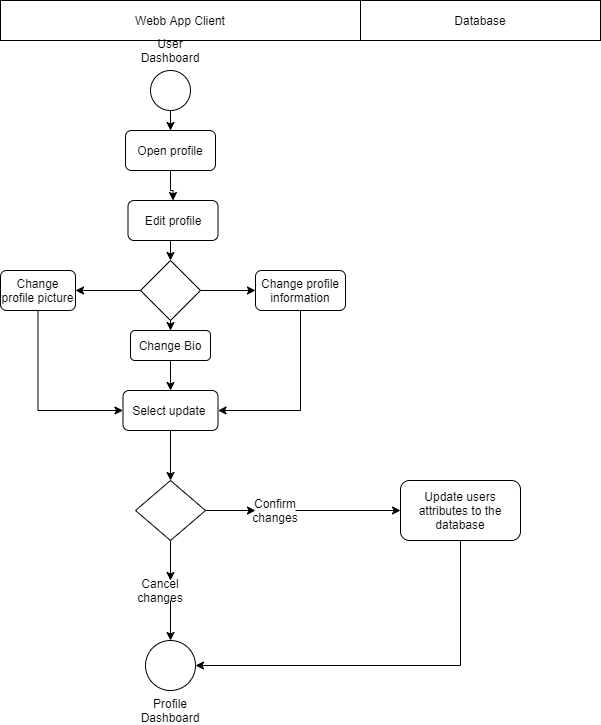 Webb App Client
Database
User
Dashboard
Open profile
Edit profile
Change
profile picture
Change profile
information
Change Bio
Select update
Confirm
changes
Update users
attributes to the
database
Cancel
changes
Profile
Dashboard